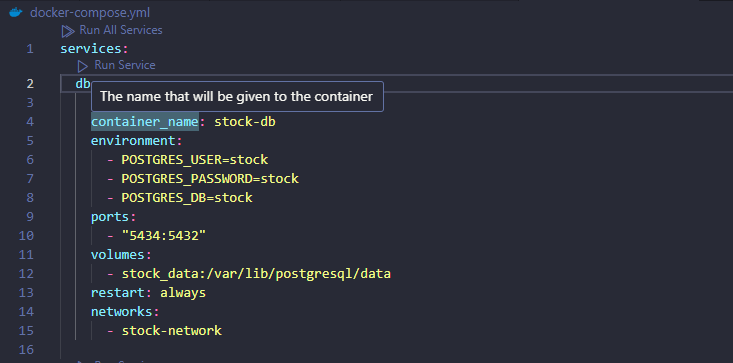 docker-compose.yml
Run All Services
1 services:
Run Service
2 db
The name that will be given to the container
3
4 container_name: stock-db
5 environment:
6 - POSTGRES_USER=stock
7 - POSTGRES_PASSWORD=stock
8 - POSTGRES_DB=stock
9 ports:
10 - "5434:5432"
11 volumes:
12 - stock_data:/var/lib/postgresql/data
13 restart: always
14 networks:
15 - stock-network
16